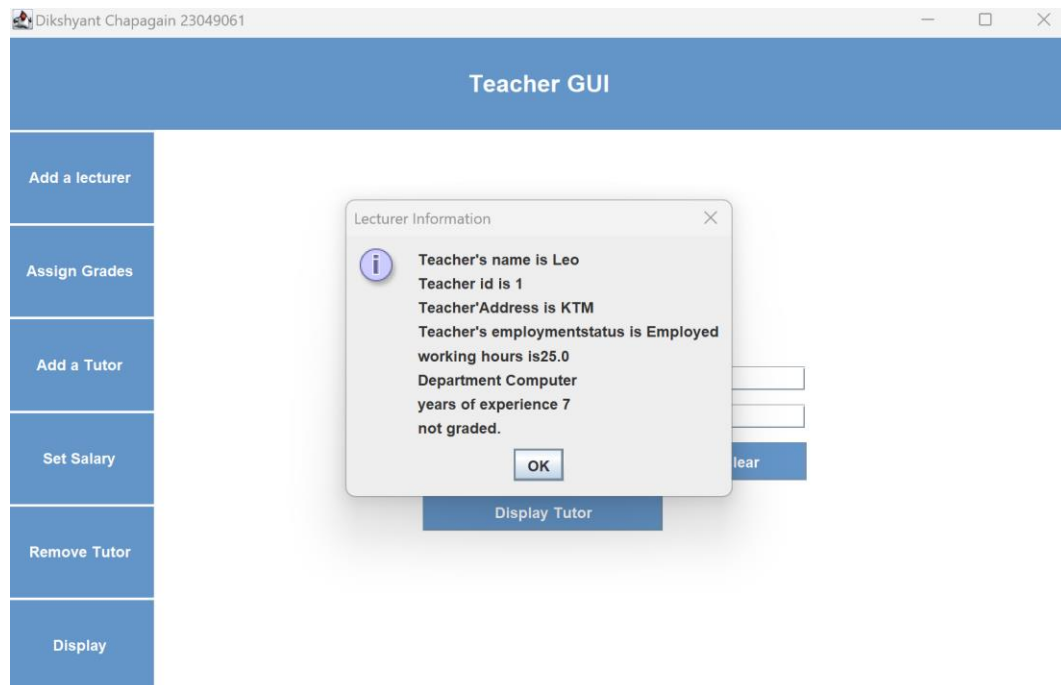 Dikshyant Chapagain 23049061
Teacher GUI
Add a lecturer
Assign Grades
Add a Tutor
Set Salary
Remove Tutor
Display
Lecturer Information
Teacher's name is Leo
Teacher id is 1
Teacher'Address is KTM
Teacher's employmentstatus is Employed
working hours is25.0
Department Computer
years of experience 7
not graded.
OK
lear
Display Tutor